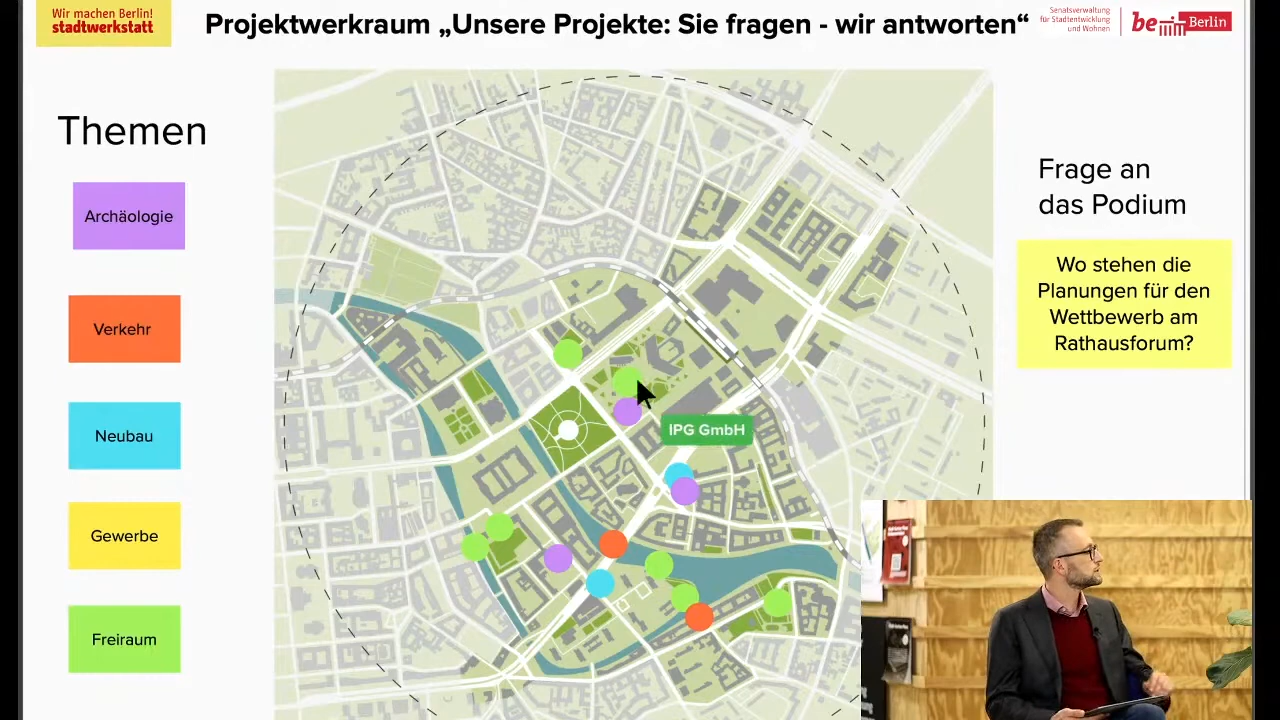 Wir machen Berlin!
stadtwerkstatt
Projektwerkraum „Unsere Projekte: Sie fragen - wir antworten“
Senatsverwaltung
für Stadtentwicklung
und Wohnen
be Berlin
Themen
Archäologie
Verkehr
Neubau
Gewerbe
Freiraum
IPG GmbH
Frage an
das Podium
Wo stehen die
Planungen für den
Wettbewerb am
Rathausforum?